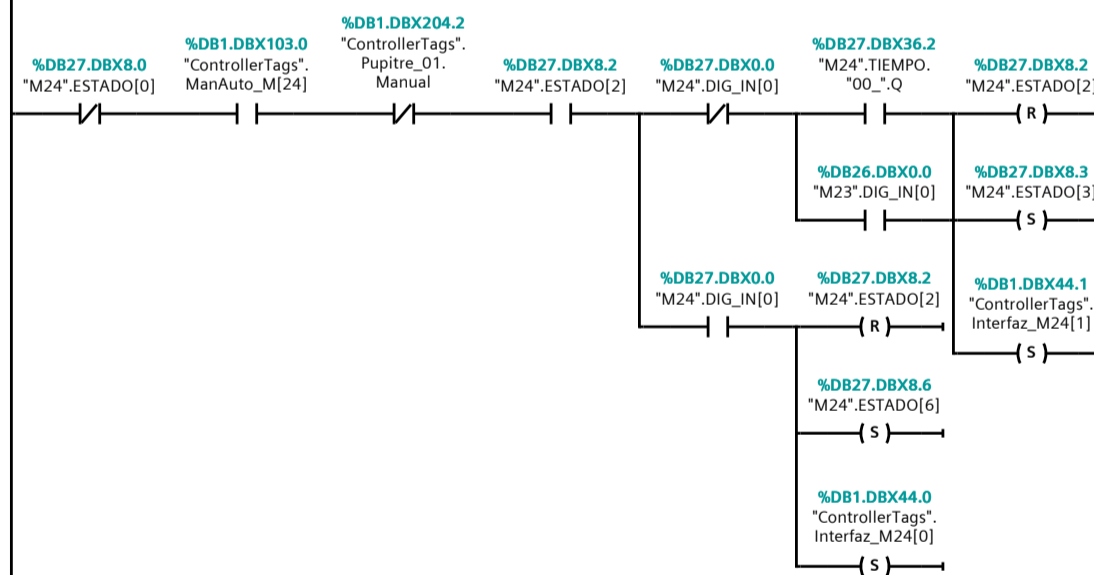 %DB27.DBX8.0
"M24".ESTADO[0]
%DB1.DBX103.0
"ControllerTags".
ManAuto_M[24]
%DB1.DBX204.2
"ControllerTags".
Pupitre_01.
Manual
%DB27.DBX8.2
"M24".ESTADO[2]
%DB27.DBX0.0
"M24".DIG_IN[0]
%DB27.DBX36.2
"M24".TIEMPO.
"00_".Q
%DB27.DBX8.2
"M24".ESTADO[2]
R
%DB26.DBX0.0
"M23".DIG_IN[0]
%DB27.DBX8.3
"M24".ESTADO[3]
S
%DB27.DBX0.0
"M24".DIG_IN[0]
%DB27.DBX8.2
"M24".ESTADO[2]
R
%DB1.DBX44.1
"ControllerTags".
Interfaz_M24[1]
S
%DB27.DBX8.6
"M24".ESTADO[6]
S
%DB1.DBX44.0
"ControllerTags".
Interfaz_M24[0]
S